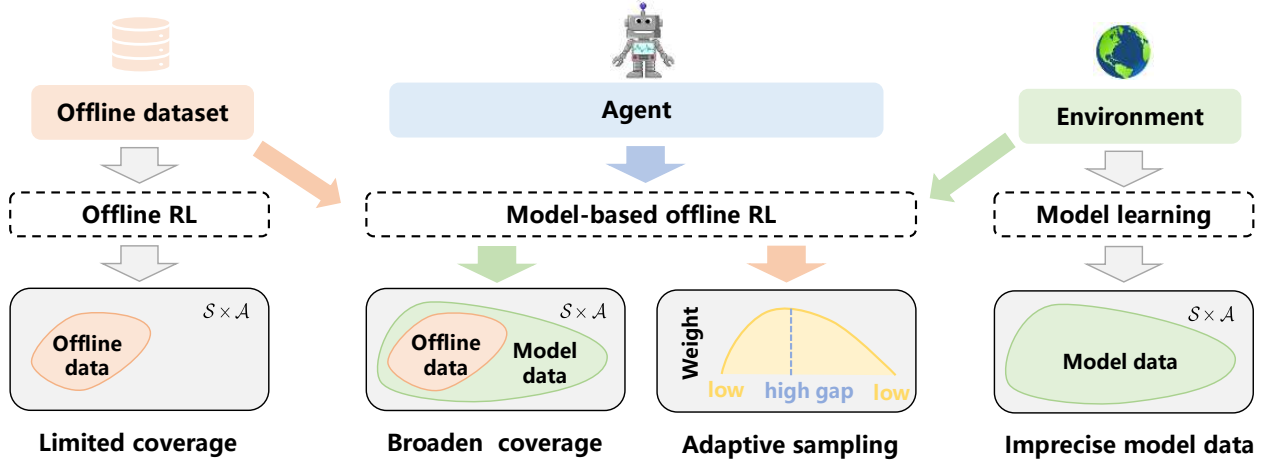 Offline dataset
Agent
Environment
Offline RL
Model-based offline RL
Model learning
S × A
Offline
data
S × A
Offline
data
Model
data
Weight
low
high gap
low
S × A
Model data
Limited coverage
Broaden coverage
Adaptive sampling
Imprecise model data